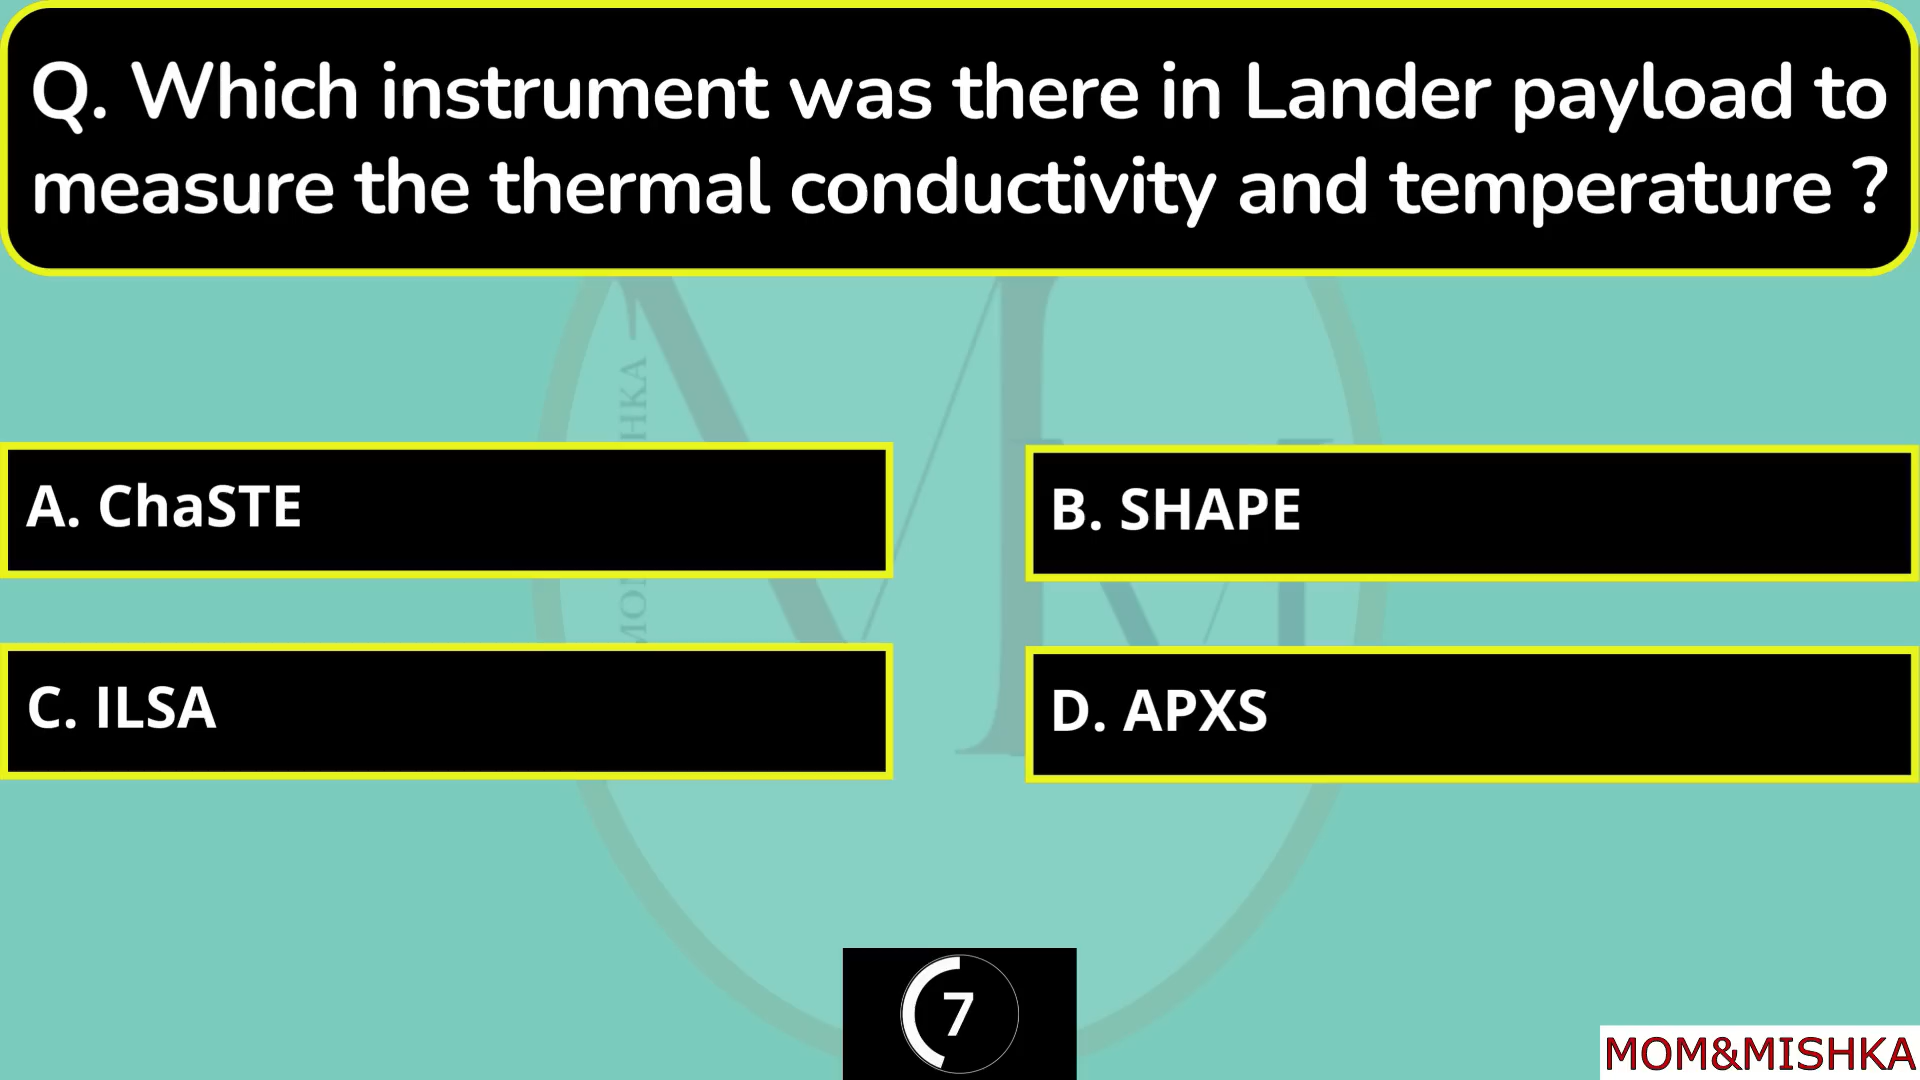 Q. Which instrument was there in Lander payload to
measure the thermal conductivity and temperature ?
A. ChaSTE
B. SHAPE
C. ILSA
D. APXS
7
MOM&MISHKA